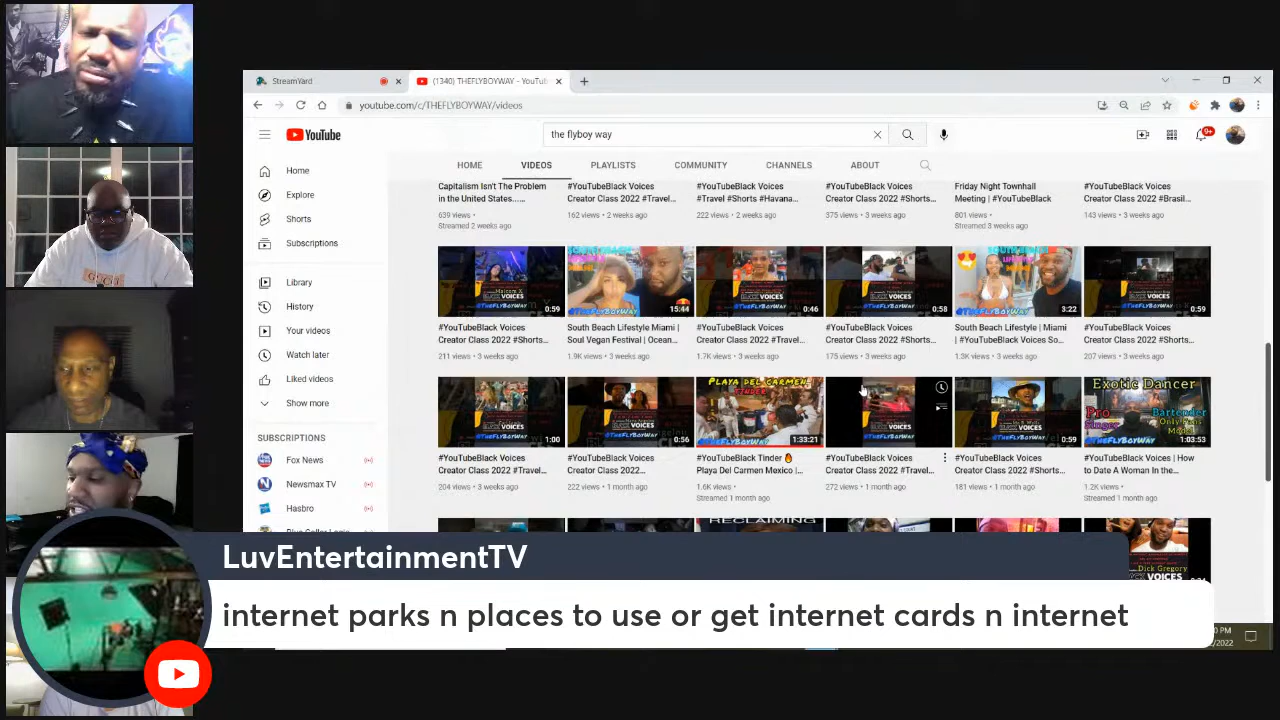 StreamYard
(1340) THEFLYBOYWAY - YouTub
youtube.com/c/THEFLYBOYWAY/videos
YouTube
the flyboy way
9+
HOME VIDEOS PLAYLISTS COMMUNITY CHANNELS ABOUT
Home
Explore
Shorts
Subscriptions
Library
History
Your videos
Watch later
Liked videos
Show more
SUBSCRIPTIONS
Fox News
Newsmax TV
Hasbro
Capitalism Isn't The Problem
in the United States....
639 views •
Streamed 2 weeks ago
#YouTubeBlack Voices
Creator Class 2022 #Travel...
162 views • 2 weeks ago
#YouTubeBlack Voices
#Travel #Shorts #Havana...
222 views • 2 weeks ago
#YouTubeBlack Voices
Creator Class 2022 #Shorts...
375 views • 3 weeks ago
Friday Night Townhall
Meeting | #YouTubeBlack
801 views •
Streamed 3 weeks ago
#YouTubeBlack Voices
Creator Class 2022 #Brasil...
143 views • 3 weeks ago
0:59
#YouTubeBlack Voices
Creator Class 2022 #Shorts...
211 views • 3 weeks ago
15:44
South Beach Lifestyle Miami |
Soul Vegan Festival | Ocean...
1.9K views • 3 weeks ago
0:46
#YouTubeBlack Voices
Creator Class 2022 #Travel...
1.7K views • 3 weeks ago
0:58
#YouTubeBlack Voices
Creator Class 2022 #Shorts...
175 views • 3 weeks ago
3:22
South Beach Lifestyle | Miami
| #YouTubeBlack Voices So...
1.3K views • 3 weeks ago
0:59
#YouTubeBlack Voices
Creator Class 2022 #Shorts...
207 views • 3 weeks ago
1:00
#YouTubeBlack Voices
Creator Class 2022 #Travel...
204 views • 3 weeks ago
0:56
#YouTubeBlack Voices
Creator Class 2022...
222 views • 1 month ago
PLAYA DEL CARMEN
TINDER
#THEFLYBOYWAY
1:33:21
#YouTubeBlack Tinder
Playa Del Carmen Mexico |...
1.6K views •
Streamed 1 month ago
#YouTubeBlack Voices
Creator Class 2022 #Travel...
272 views • 1 month ago
0:59
#YouTubeBlack Voices
Creator Class 2022 #Shorts...
181 views • 1 month ago
Exotic Dancer
Pro
Singer
Bartender
Only Fans
Model
1:03:53
#YouTubeBlack Voices | How
to Date A Woman In the...
1.2K views •
Streamed 1 month ago
RECLAIMING
Dick Gregory
LuvEntertainmentTV
internet parks n places to use or get internet cards n internet